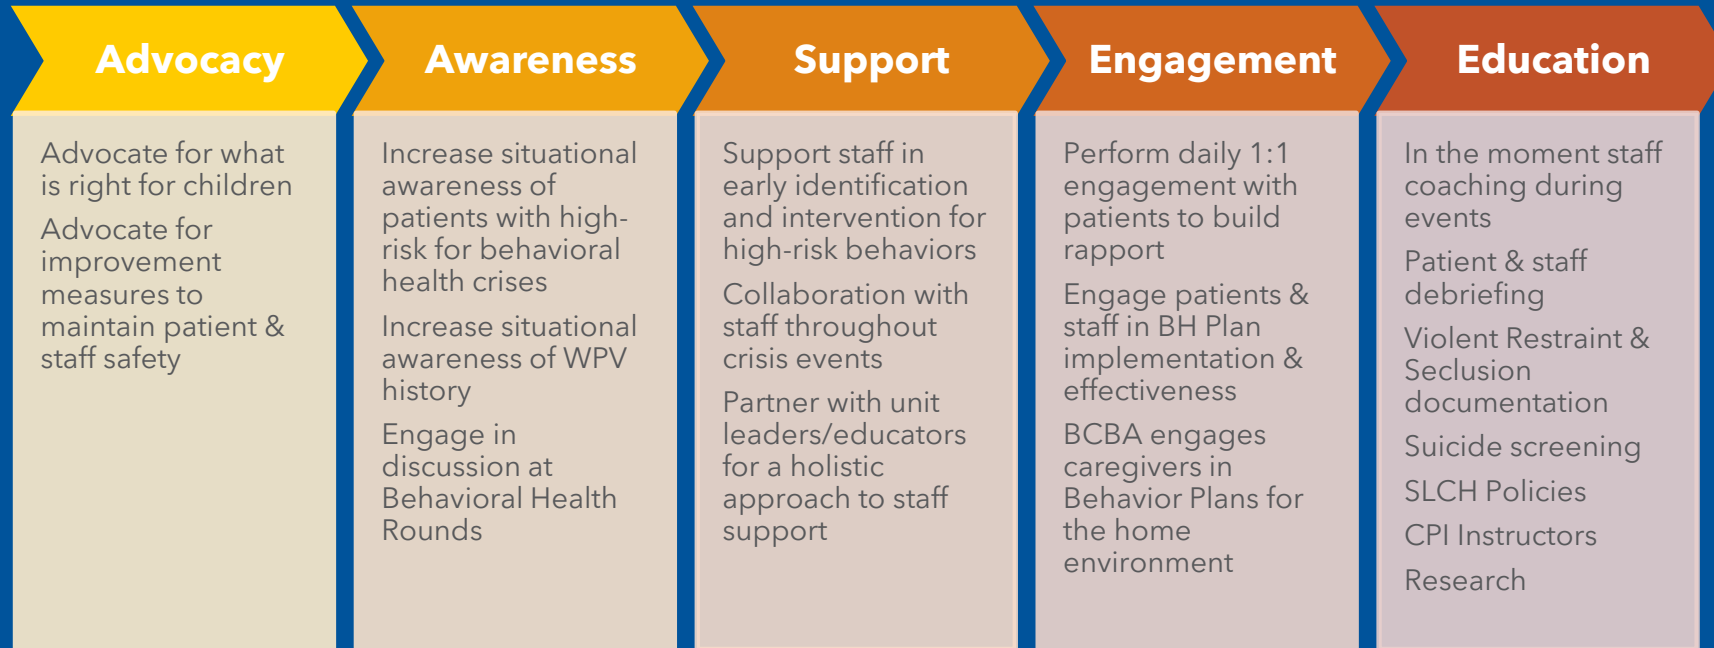 Advocacy
Advocate for what
is right for children
Advocate for
improvement
measures to
maintain patient &
staff safety
Awareness
Increase situational
awareness of
patients with high-
risk for behavioral
health crises
Increase situational
awareness of WPV
history
Engage in
discussion at
Behavioral Health
Rounds
Support
Support staff in
early identification
and intervention for
high-risk behaviors
Collaboration with
staff throughout
crisis events
Partner with unit
leaders/educators
for a holistic
approach to staff
support
Engagement
Perform daily 1:1
engagement with
patients to build
rapport
Engage patients &
staff in BH Plan
implementation &
effectiveness
BCBA engages
caregivers in
Behavior Plans for
the home
environment
Education
In the moment staff
coaching during
events
Patient & staff
debriefing
Violent Restraint &
Seclusion
documentation
Suicide screening
SLCH Policies
CPI Instructors
Research